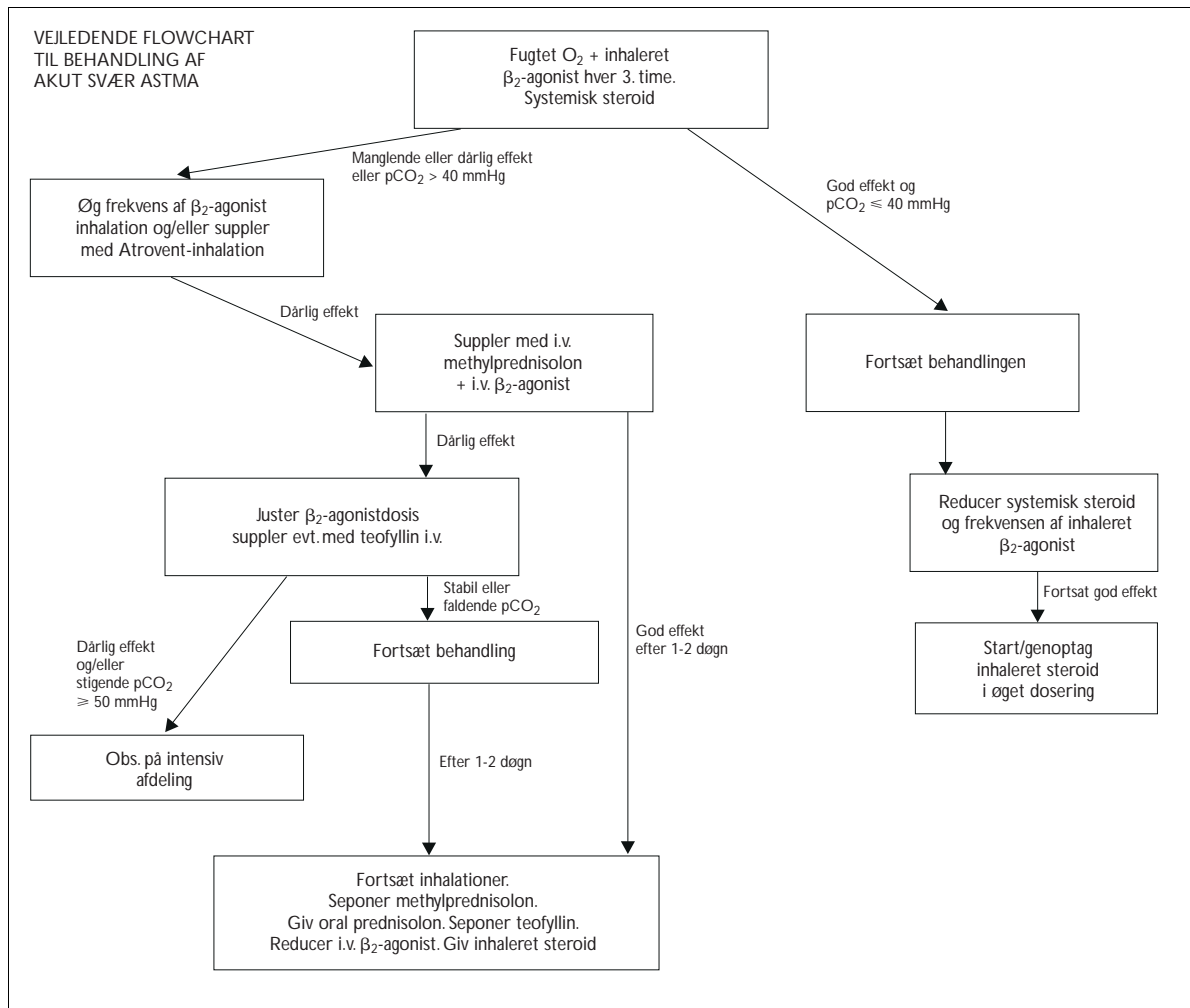 VEJLEDENDE FLOWCHART
TIL BEHANDLING AF
AKUT SVÆR ASTMA
Fugtet O₂ + inhaleret
β₂-agonist hver 3. time.
Systemisk steroid
Manglende eller dårlig effekt
eller pCO₂ > 40 mmHg
God effekt og
pCO₂ ⩽ 40 mmHg
Øg frekvens af β₂-agonist
inhalation og/eller suppler
med Atrovent-inhalation
Dårlig effekt
Suppler med i.v.
methylprednisolon
+ i.v. β₂-agonist
Fortsæt behandlingen
Dårlig effekt
Juster β₂-agonistdosis
suppler evt. med teofyllin i.v.
Reducer systemisk steroid
og frekvensen af inhaleret
β₂-agonist
Stabil eller
faldende pCO₂
Fortsat god effekt
Dårlig effekt
og/eller
stigende pCO₂
⩾ 50 mmHg
Fortsæt behandling
God effekt
efter 1-2 døgn
Start/genoptag
inhaleret steroid
i øget dosering
Obs. på intensiv
afdeling
Efter 1-2 døgn
Fortsæt inhalationer.
Seponer methylprednisolon.
Giv oral prednisolon. Seponer teofyllin.
Reducer i.v. β₂-agonist. Giv inhaleret steroid